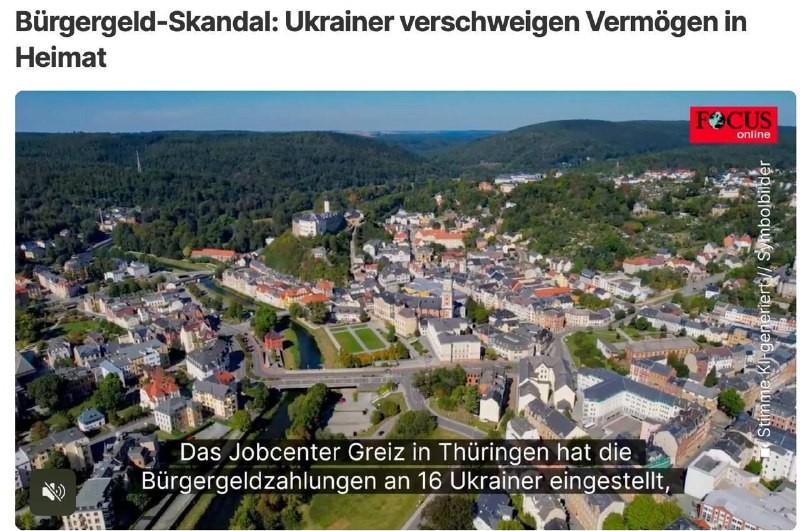 Bürgergeld-Skandal: Ukrainer verschweigen Vermögen in
Heimat
FOCUS
online
Stimme KI-generiert // Symbolbilder
Das Jobcenter Greiz in Thüringen hat die
Bürgergeldzahlungen an 16 Ukrainer eingestellt,